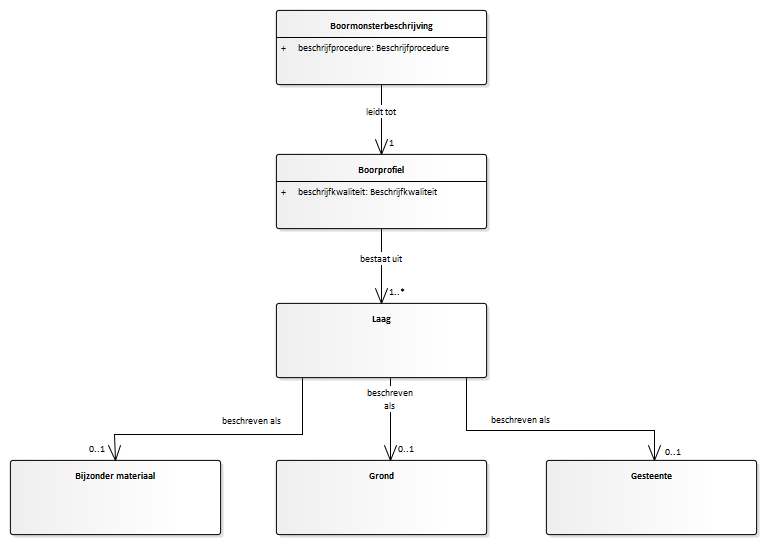 Boormonsterbeschrijving
+ beschrijfprocedure: Beschrijfprocedure
leidt tot
1
Boorprofiel
+ beschrijfkwaliteit: Beschrijfkwaliteit
bestaat uit
1..*
Laag
beschreven als
beschreven
als
beschreven als
0..1
0..1
0..1
Bijzonder materiaal
Grond
Gesteente